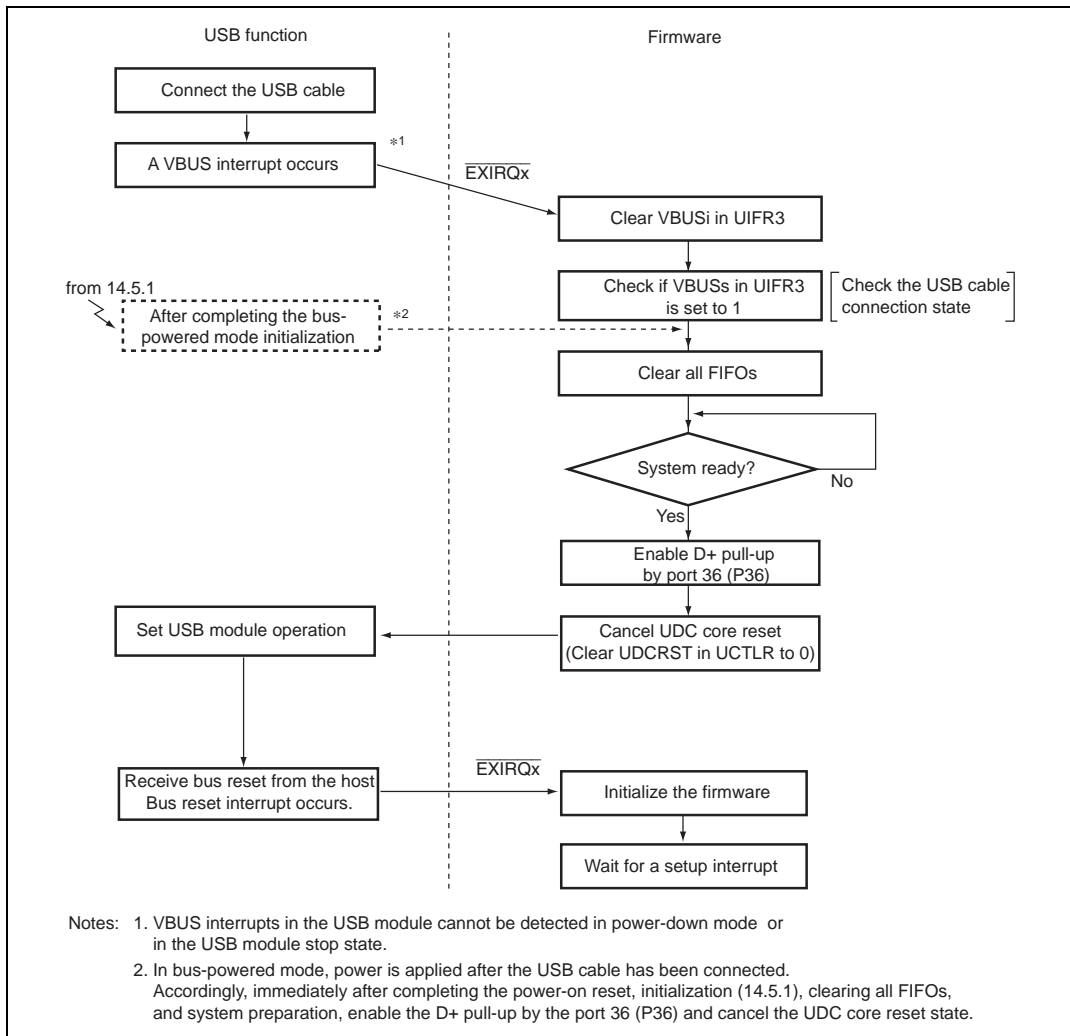 USB function
Firmware
Connect the USB cable
A VBUS interrupt occurs
*1
EXIRQx
Clear VBUSi in UIFR3
Check if VBUSs in UIFR3
is set to 1
Check the USB cable
connection state
from 14.5.1
After completing the bus-
powered mode initialization
*2
Clear all FIFOs
System ready?
No
Yes
Enable D+ pull-up
by port 36 (P36)
Set USB module operation
Cancel UDC core reset
(Clear UDCRST in UCTLR to 0)
Receive bus reset from the host
Bus reset interrupt occurs.
EXIRQx
Initialize the firmware
Wait for a setup interrupt
Notes: 1. VBUS interrupts in the USB module cannot be detected in power-down mode or
in the USB module stop state.
2. In bus-powered mode, power is applied after the USB cable has been connected.
Accordingly, immediately after completing the power-on reset, initialization (14.5.1), clearing all FIFOs,
and system preparation, enable the D+ pull-up by the port 36 (P36) and cancel the UDC core reset state.